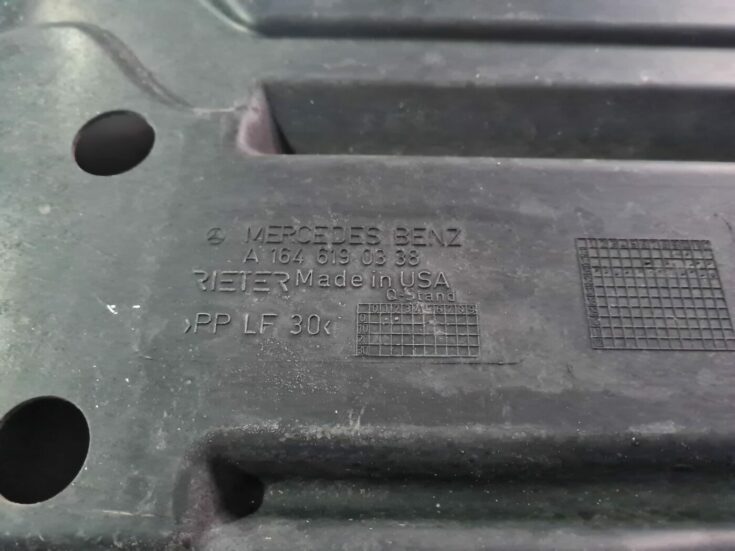 MERCEDES BENZ
A 164 619 03 38
RIETER Made in USA
Q-Stand
>PP LF 30<